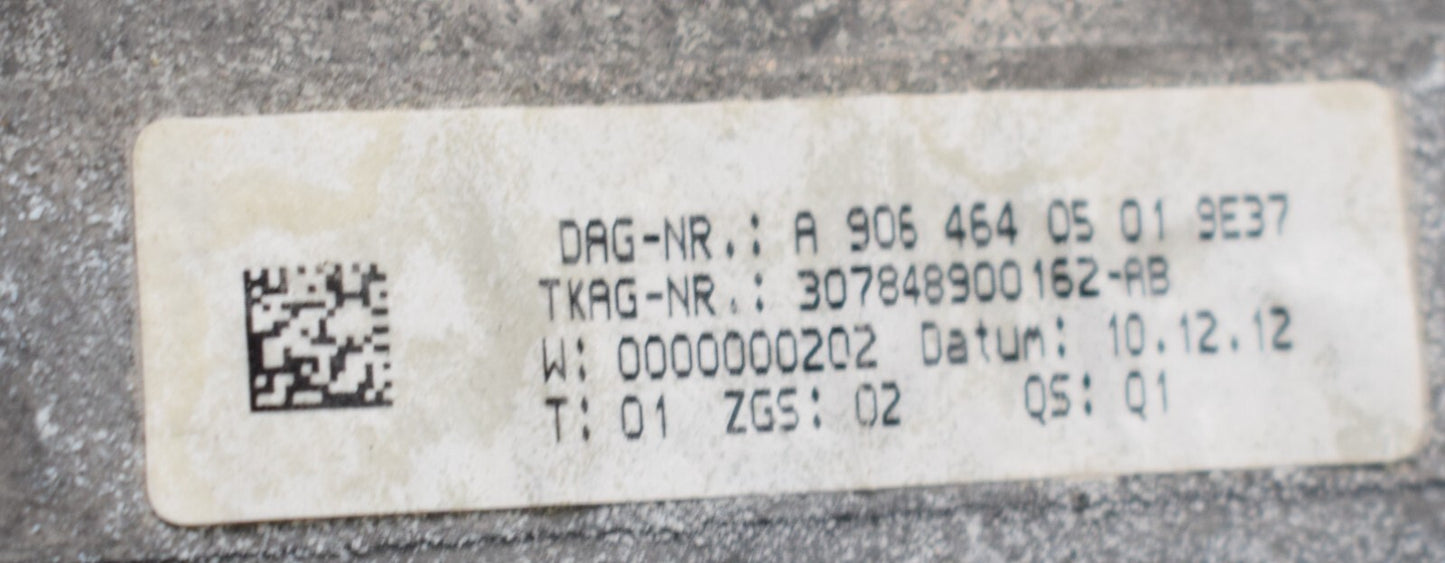 DAG-NR.: A 906 464 05 01 9E37
TKAG-NR.: 307848900162-AB
W: 0000000202 Datum: 10.12.12
T: 01 ZGS: 02 QS: Q1